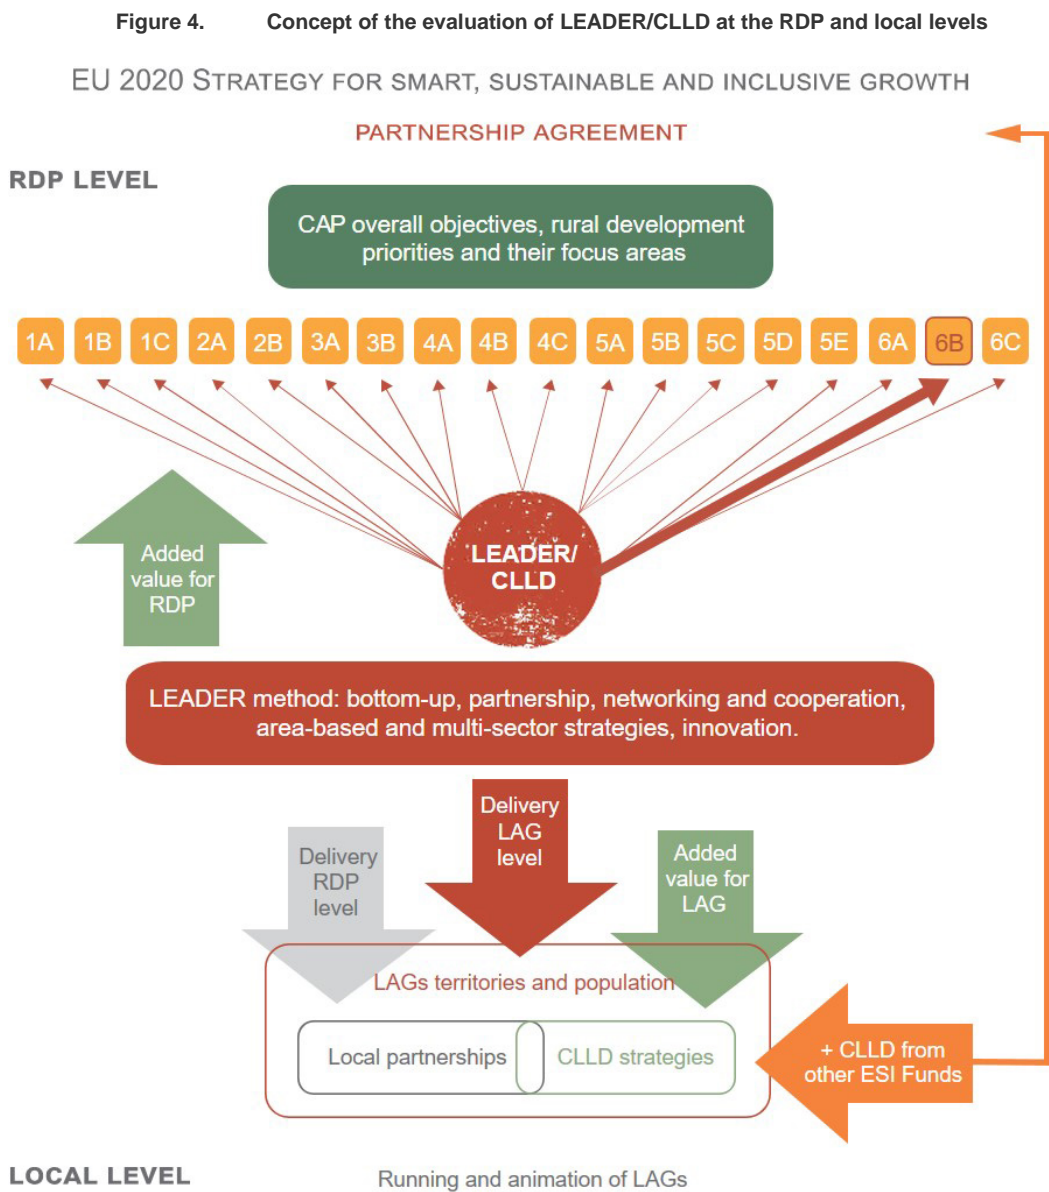 Figure 4. Concept of the evaluation of LEADER/CLLD at the RDP and local levels
EU 2020 STRATEGY FOR SMART, SUSTAINABLE AND INCLUSIVE GROWTH
PARTNERSHIP AGREEMENT
RDP LEVEL
CAP overall objectives, rural development
priorities and their focus areas
1A 1B 1C 2A 2B 3A 3B 4A 4B 4C 5A 5B 5C 5D 5E 6A 6B 6C
Added
value for
RDP
LEADER/
CLLD
LEADER method: bottom-up, partnership, networking and cooperation,
area-based and multi-sector strategies, innovation.
Delivery
RDP
level
Delivery
LAG
level
Added
value for
LAG
LAGs territories and population
Local partnerships
CLLD strategies
+ CLLD from
other ESI Funds
LOCAL LEVEL
Running and animation of LAGs